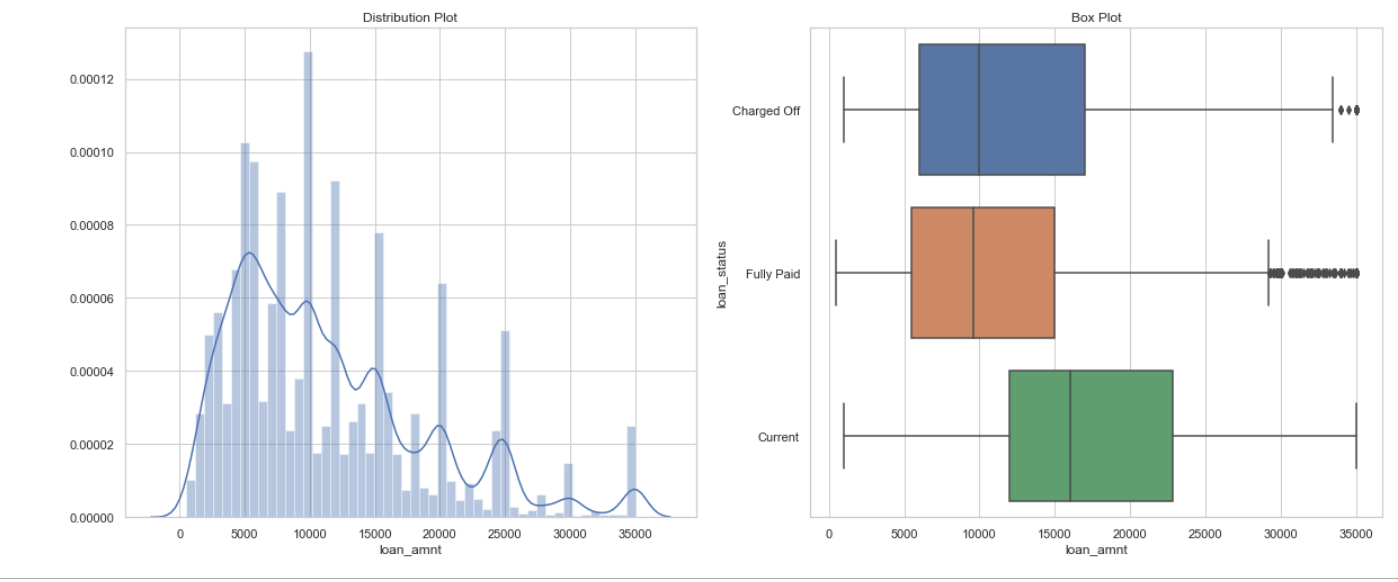 Distribution Plot
0.00012
0.00010
0.00008
0.00006
0.00004
0.00002
0.00000
0 5000 10000 15000 20000 25000 30000 35000
loan_amnt
Box Plot
loan_status
Charged Off
Fully Paid
Current
0 5000 10000 15000 20000 25000 30000 35000
loan_amnt